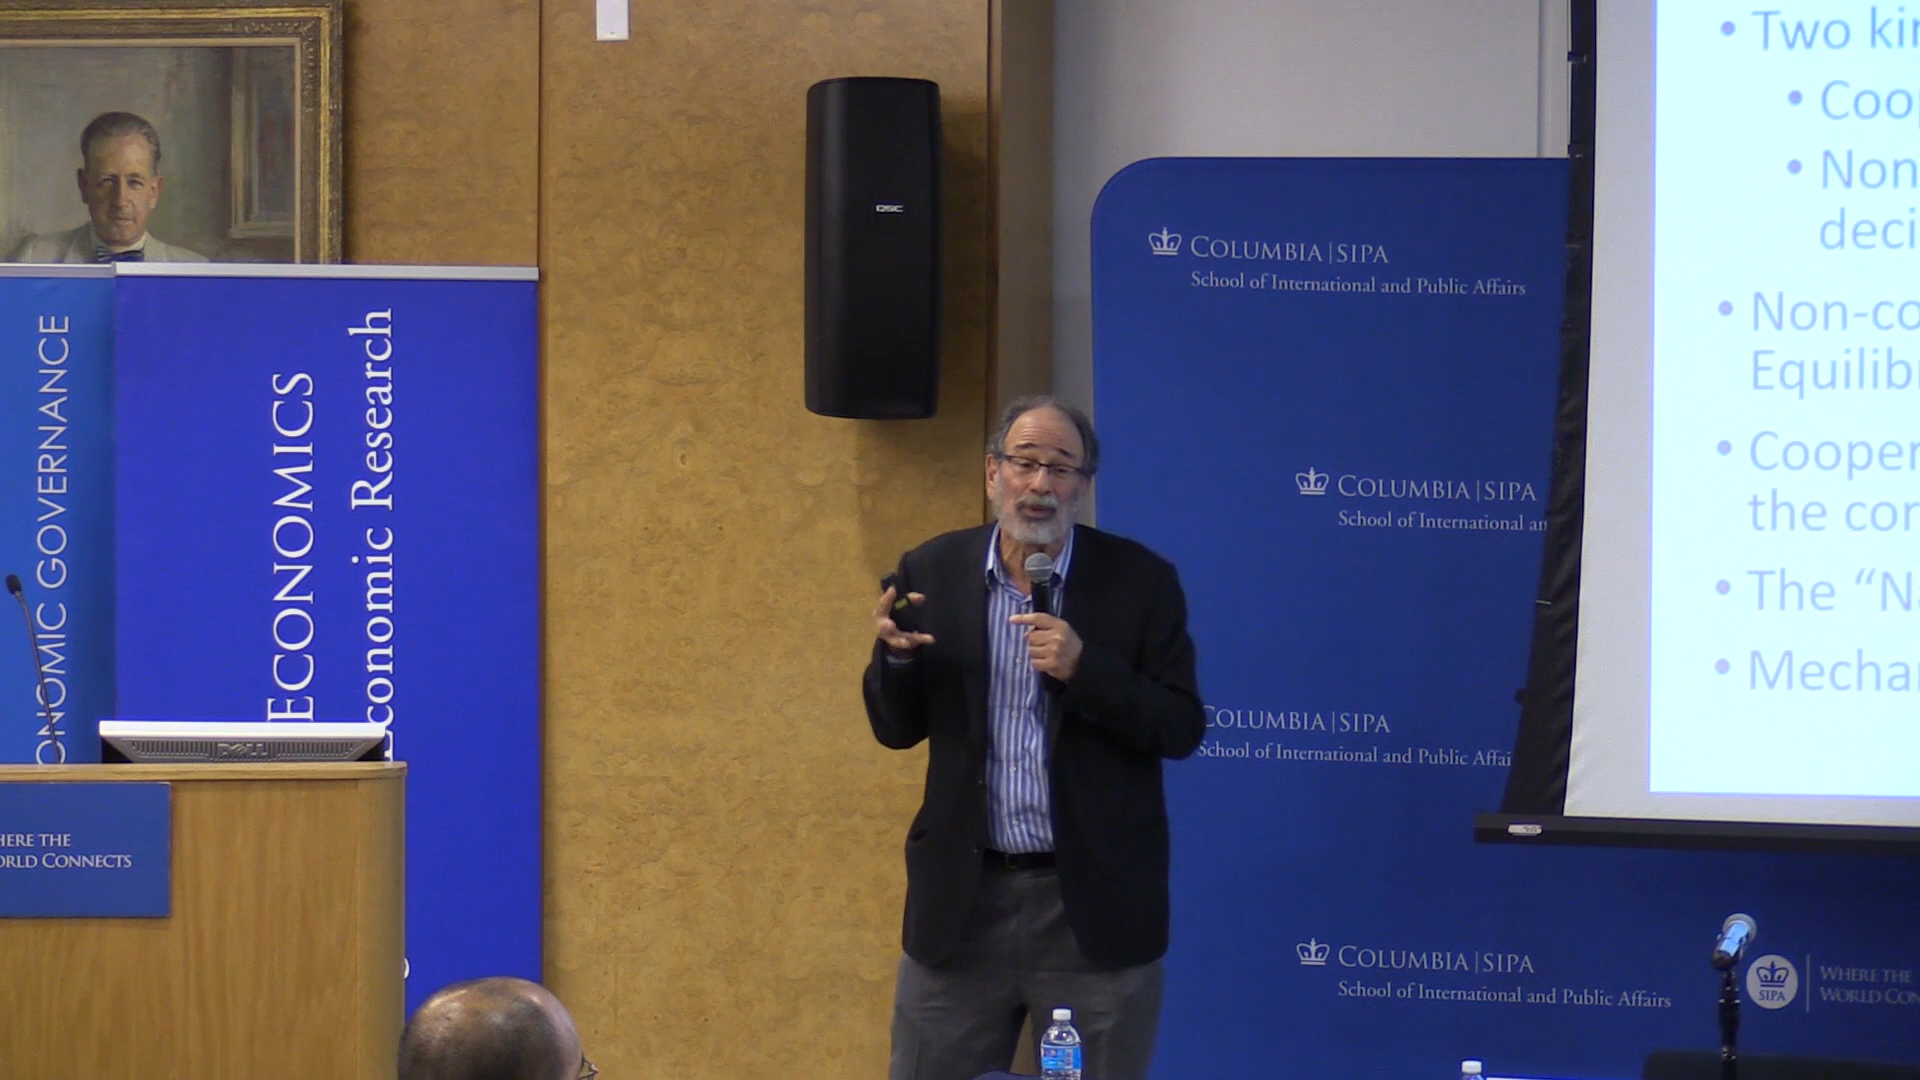 ONOMIC GOVERNANCE
ECONOMICS
Economic Research
DELL
HERE THE
ORLD CONNECTS
QSC
COLUMBIA|SIPA
School of International and Public Affairs
COLUMBIA|SIPA
School of International an
COLUMBIA|SIPA
School of International and Public Affai
COLUMBIA|SIPA
School of International and Public Affairs
• Two kin
• Coo
• Non
deci
• Non-co
Equilib
• Cooper
the cor
• The “Na
• Mecha
SIPA
WHERE THE
WORLD CON